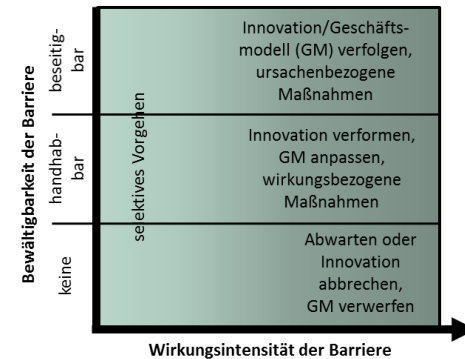 Bewältigbarkeit der Barriere
beseitig-
bar
handhab-
bar
keine
selektives Vorgehen
Innovation/Geschäfts-
modell (GM) verfolgen,
ursachenbezogene
Maßnahmen
Innovation verformen,
GM anpassen,
wirkungsbezogene
Maßnahmen
Abwarten oder
Innovation
abbrechen,
GM verwerfen
Wirkungsintensität der Barriere